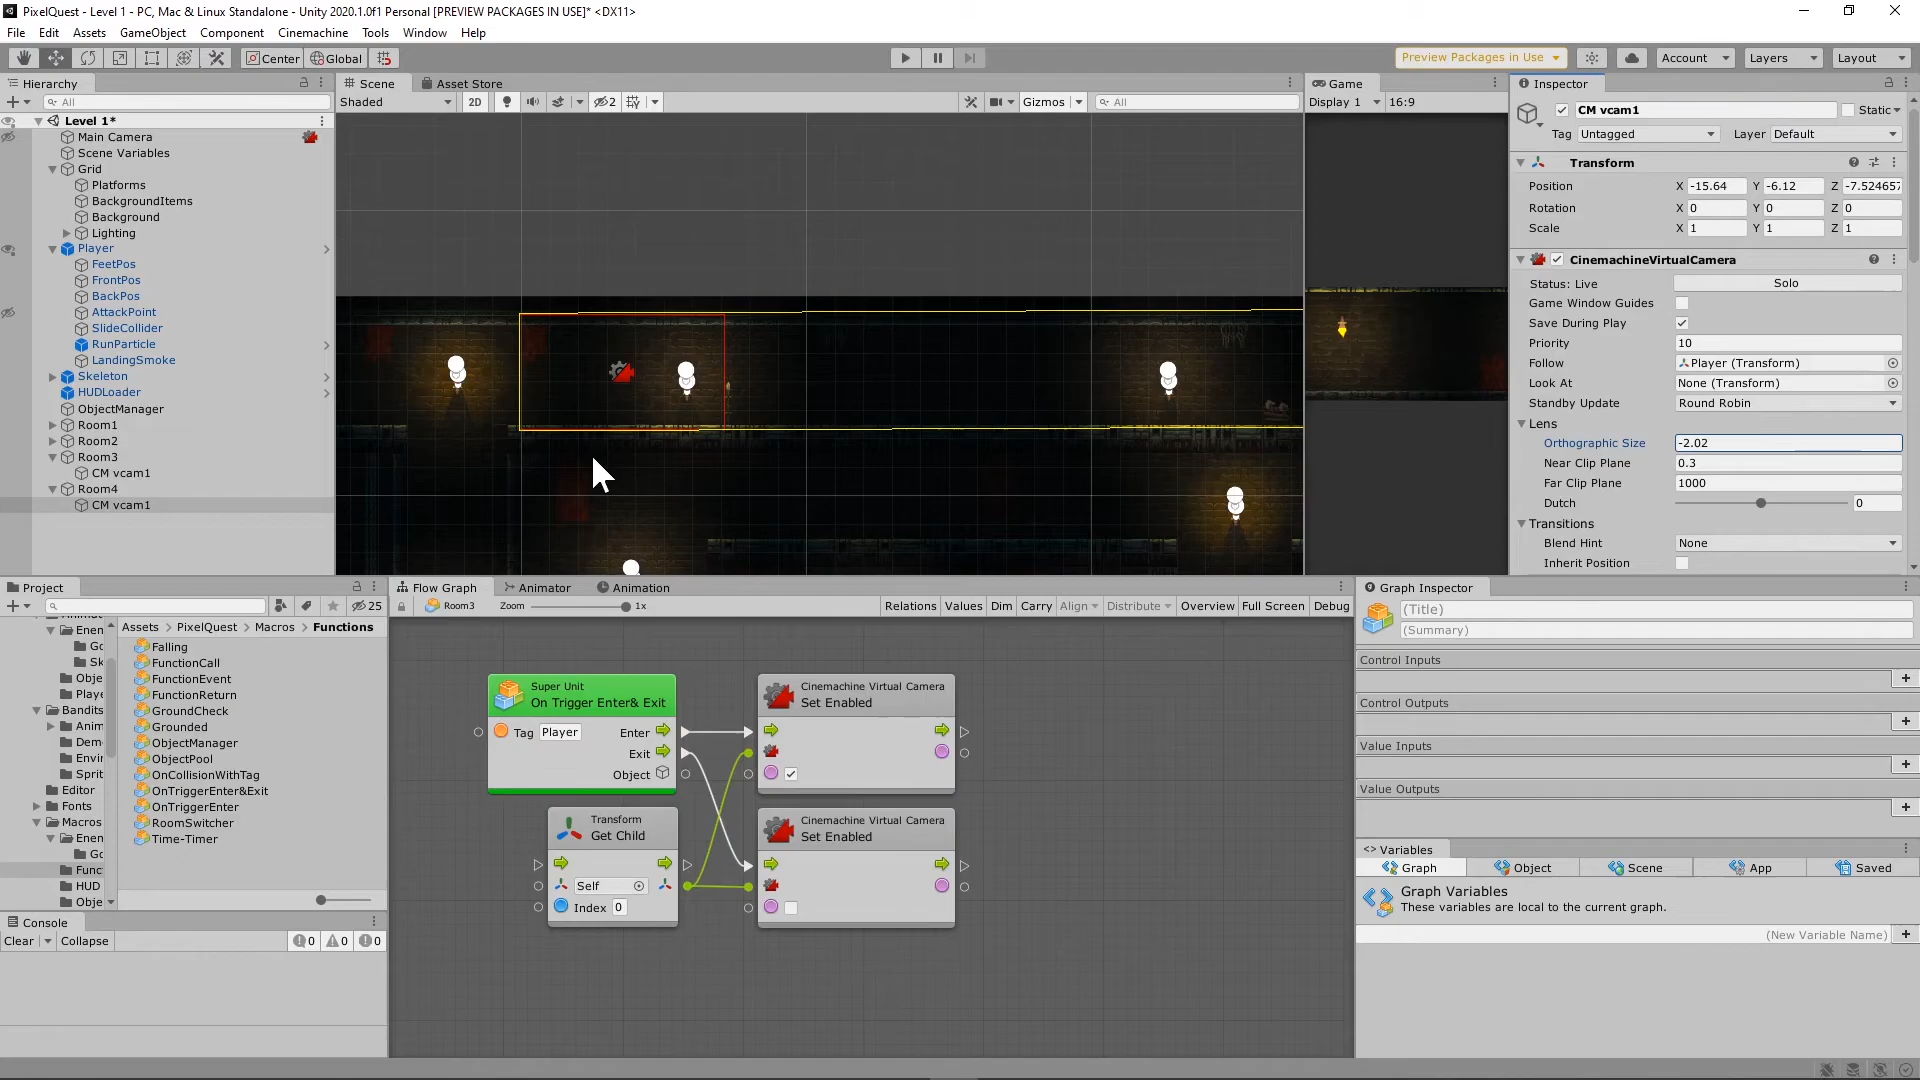 PixelQuest - Level 1 - PC, Mac & Linux Standalone - Unity 2020.1.0f1 Personal [PREVIEW PACKAGES IN USE]* <DX11>
File Edit Assets GameObject Component Cinemachine Tools Window Help
Center Global Preview Packages in Use Account Layers Layout
Hierarchy
All
Level 1*
Main Camera
Scene Variables
Grid
Platforms
BackgroundItems
Background
Lighting
Player
FeetPos
FrontPos
BackPos
AttackPoint
SlideCollider
RunParticle
LandingSmoke
Skeleton
HUDLoader
ObjectManager
Room1
Room2
Room3
CM vcam1
Room4
CM vcam1
Scene Asset Store
Shaded 2D 2 Gizmos All
Game
Display 1 16:9
Inspector
CM vcam1 Static
Tag Untagged Layer Default
Transform
Position X -15.64 Y -6.12 Z -7.524657
Rotation X 0 Y 0 Z 0
Scale X 1 Y 1 Z 1
CinemachineVirtualCamera
Status: Live Solo
Game Window Guides
Save During Play
Priority 10
Follow Player (Transform)
Look At None (Transform)
Standby Update Round Robin
Lens
Orthographic Size -2.02
Near Clip Plane 0.3
Far Clip Plane 1000
Dutch 0
Transitions
Blend Hint None
Inherit Position
Project
25
Enem
Go
Sk
Obje
Playe
Bandits
Anim
Dem
Envi
Sprit
Editor
Fonts
Macros
Enem
Go
Func
HUD
Obje
Assets > PixelQuest > Macros > Functions
Falling
FunctionCall
FunctionEvent
FunctionReturn
GroundCheck
Grounded
ObjectManager
ObjectPool
OnCollisionWithTag
OnTriggerEnter&Exit
OnTriggerEnter
RoomSwitcher
Time-Timer
Console
Clear Collapse 0 0 0
Flow Graph Animator Animation
Room3 Zoom 1x Relations Values Dim Carry Align Distribute Overview Full Screen Debug
Super Unit
On Trigger Enter& Exit
Tag Player Enter
Exit
Object
Transform
Get Child
Self
Index 0
Cinemachine Virtual Camera
Set Enabled
Cinemachine Virtual Camera
Set Enabled
Graph Inspector
(Title)
(Summary)
Control Inputs
Control Outputs
Value Inputs
Value Outputs
<> Variables
Graph Object Scene App Saved
Graph Variables
These variables are local to the current graph.
(New Variable Name)